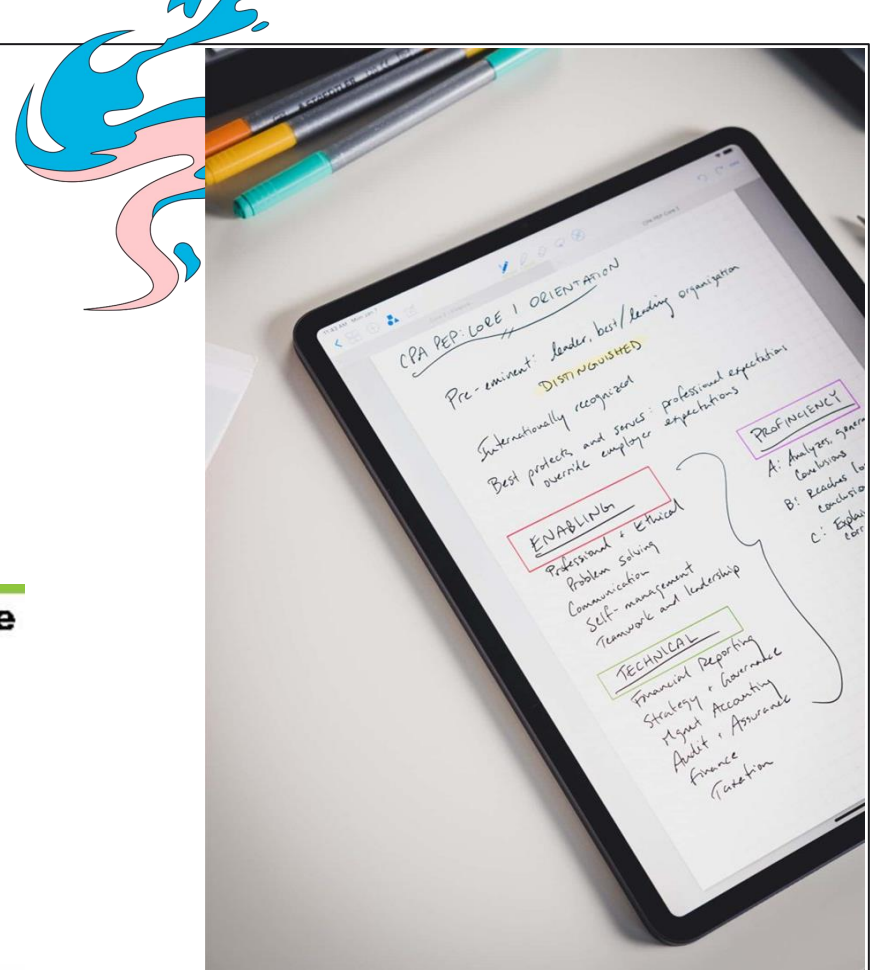 STAEDTLER
CPA PEP: CORE 1 ORIENTATION
Pre-eminent: leader, best/leading organization
DISTINGUISHED
Internationally recognized
Best protects and serves: professional expectations
override employer expectations
ENABLING
Professional + Ethical
Problem solving
Communication
Self-management
Teamwork and leadership
TECHNICAL
Financial Reporting
Strategy + Governance
Mgmt Accounting
Audit + Assurance
Finance
Taxation
PROFINCIENCY
A: Analyzes,
Conclusions
B: Reaches
C:
e